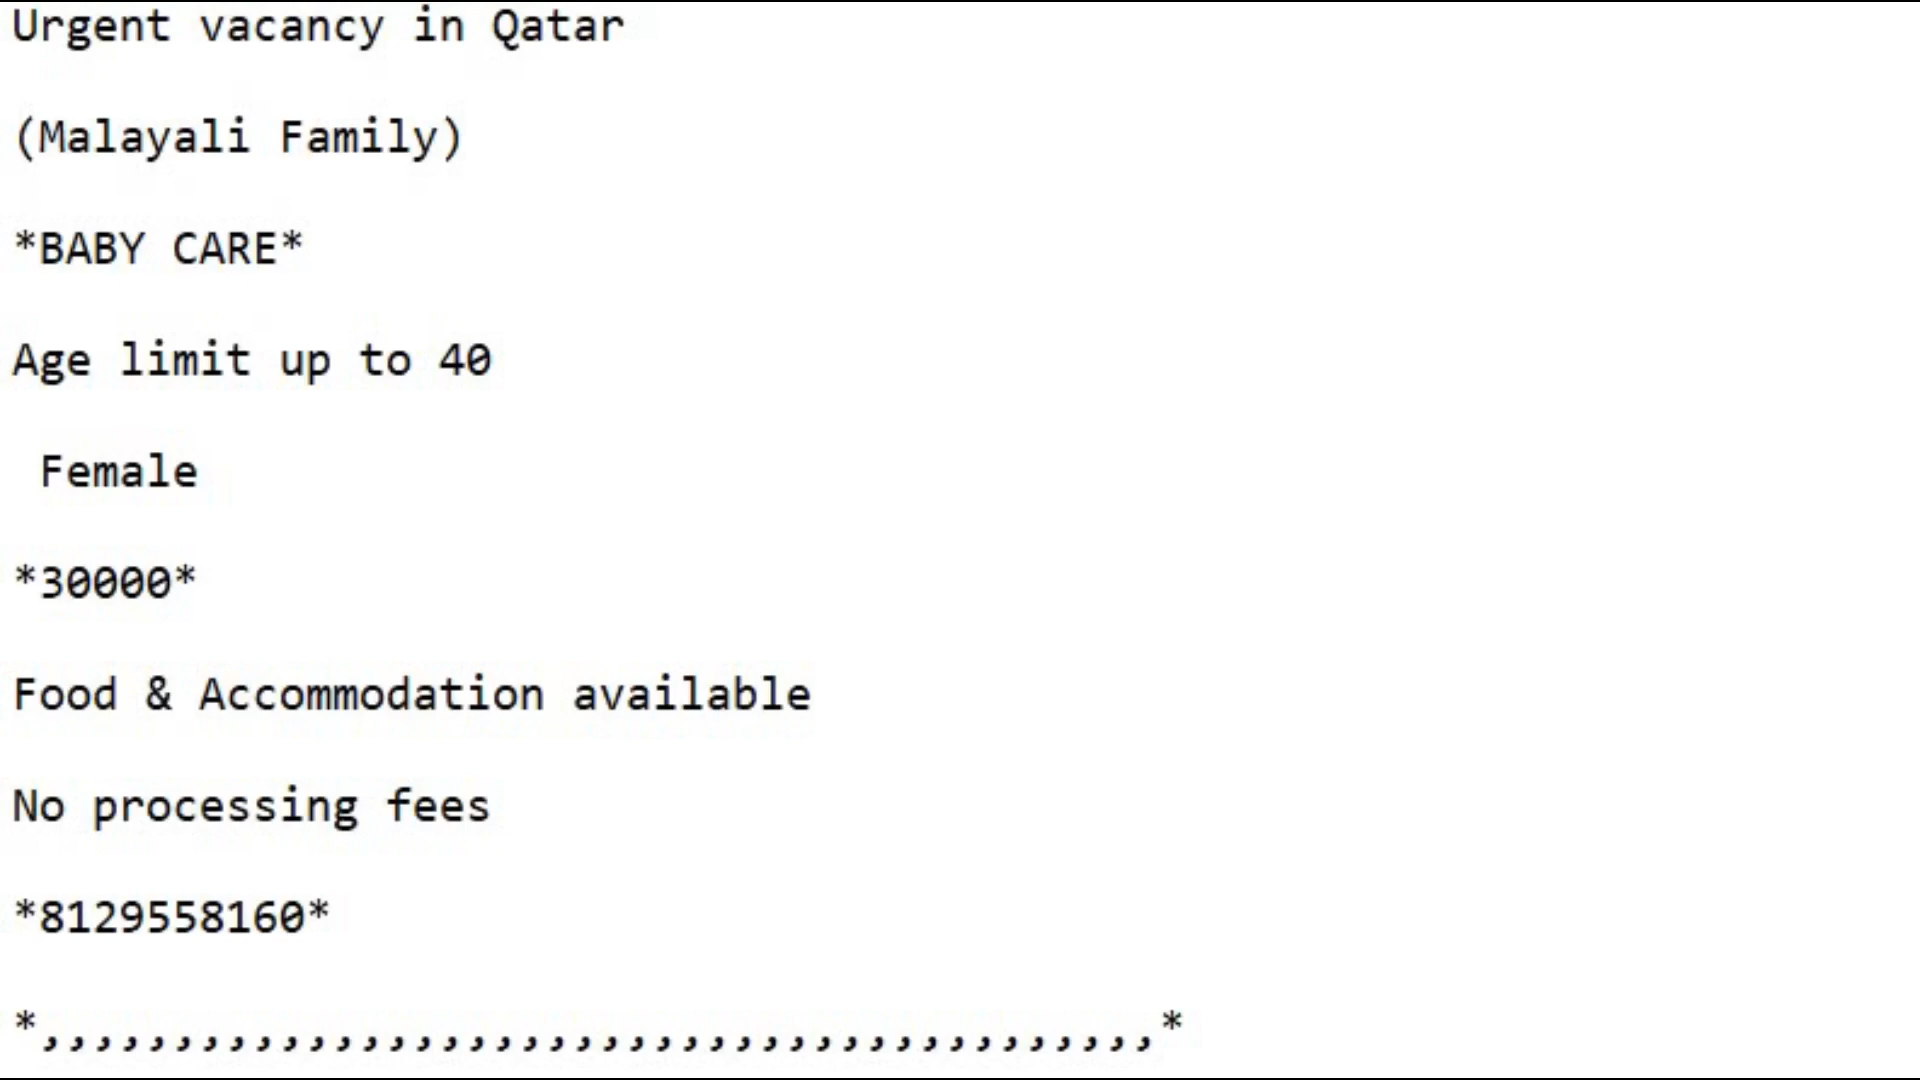 Urgent vacancy in Qatar
(Malayali Family)
*BABY CARE*
Age limit up to 40
Female
*30000*
Food & Accommodation available
No processing fees
*8129558160*
*,,,,,,,,,,,,,,,,,,,,,,,,,,,,,,,,,,,,,,,,,,*